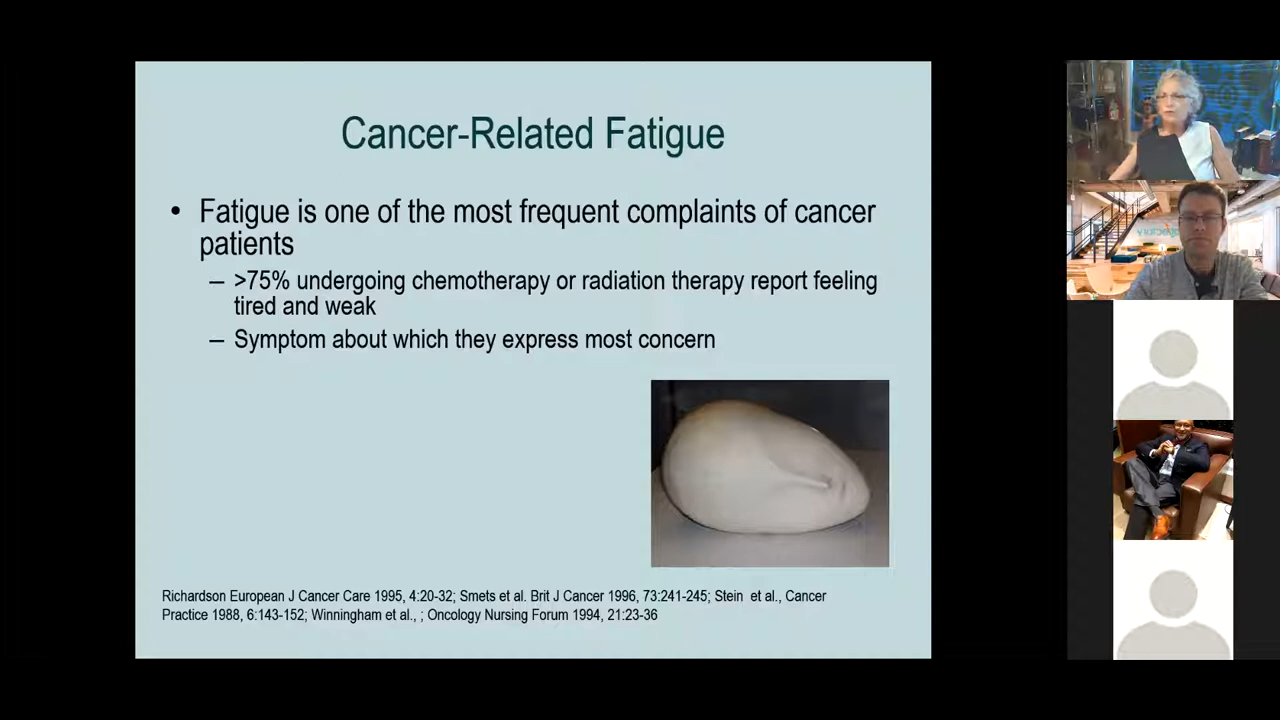 Cancer-Related Fatigue
• Fatigue is one of the most frequent complaints of cancer
patients
– >75% undergoing chemotherapy or radiation therapy report feeling
tired and weak
– Symptom about which they express most concern
Richardson European J Cancer Care 1995, 4:20-32; Smets et al. Brit J Cancer 1996, 73:241-245; Stein et al., Cancer
Practice 1988, 6:143-152; Winningham et al., ; Oncology Nursing Forum 1994, 21:23-36